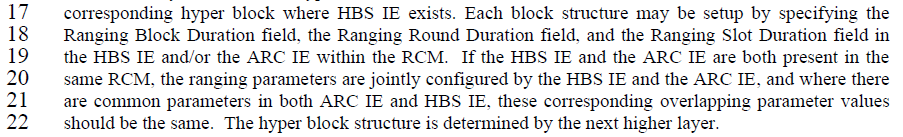 17 corresponding hyper block where HBS IE exists. Each block structure may be setup by specifying the
18 Ranging Block Duration field, the Ranging Round Duration field, and the Ranging Slot Duration field in
19 the HBS IE and/or the ARC IE within the RCM. If the HBS IE and the ARC IE are both present in the
20 same RCM, the ranging parameters are jointly configured by the HBS IE and the ARC IE, and where there
21 are common parameters in both ARC IE and HBS IE, these corresponding overlapping parameter values
22 should be the same. The hyper block structure is determined by the next higher layer.